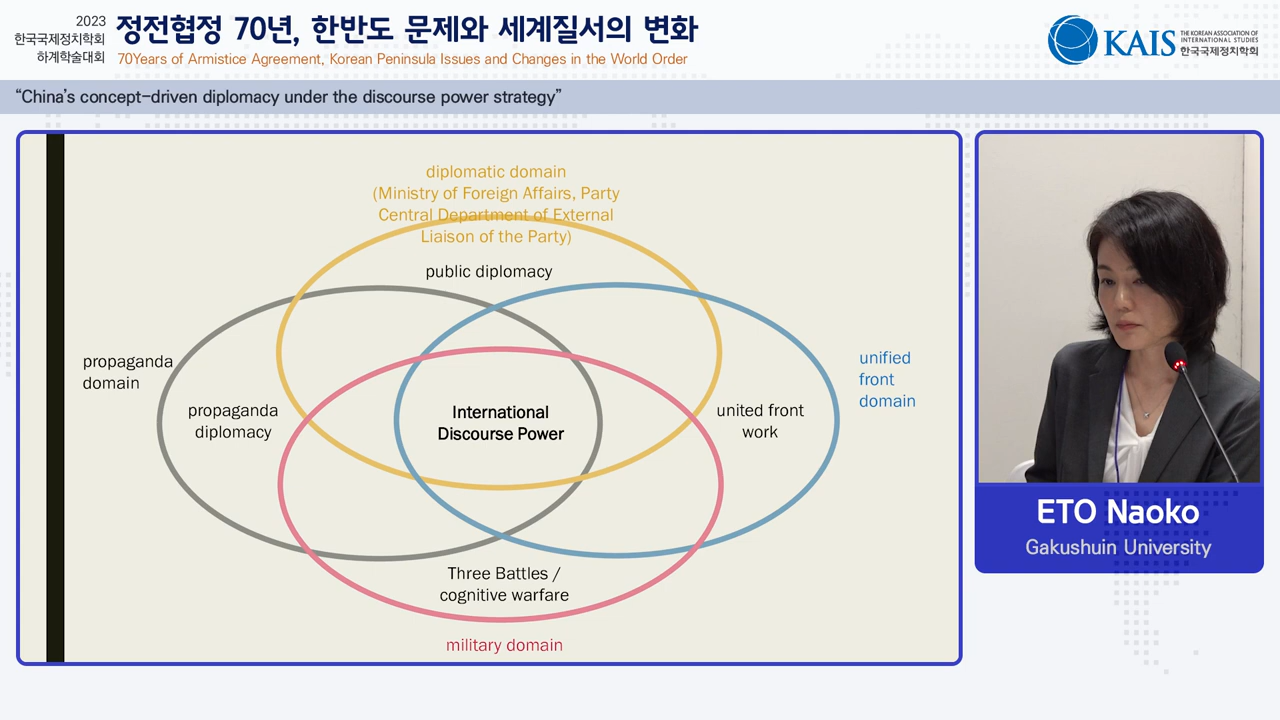 2023
한국국제정치학회
하계학술대회
정전협정 70년, 한반도 문제와 세계질서의 변화
70Years of Armistice Agreement, Korean Peninsula Issues and Changes in the World Order
KAIS
THE KOREAN ASSOCIATION OF
INTERNATIONAL STUDIES
한국국제정치학회
“China’s concept-driven diplomacy under the discourse power strategy”
diplomatic domain
(Ministry of Foreign Affairs, Party
Central Department of External
Liaison of the Party)
public diplomacy
propaganda
domain
propaganda
diplomacy
International
Discourse Power
united front
work
unified
front
domain
Three Battles /
cognitive warfare
military domain
ETO Naoko
Gakushuin University